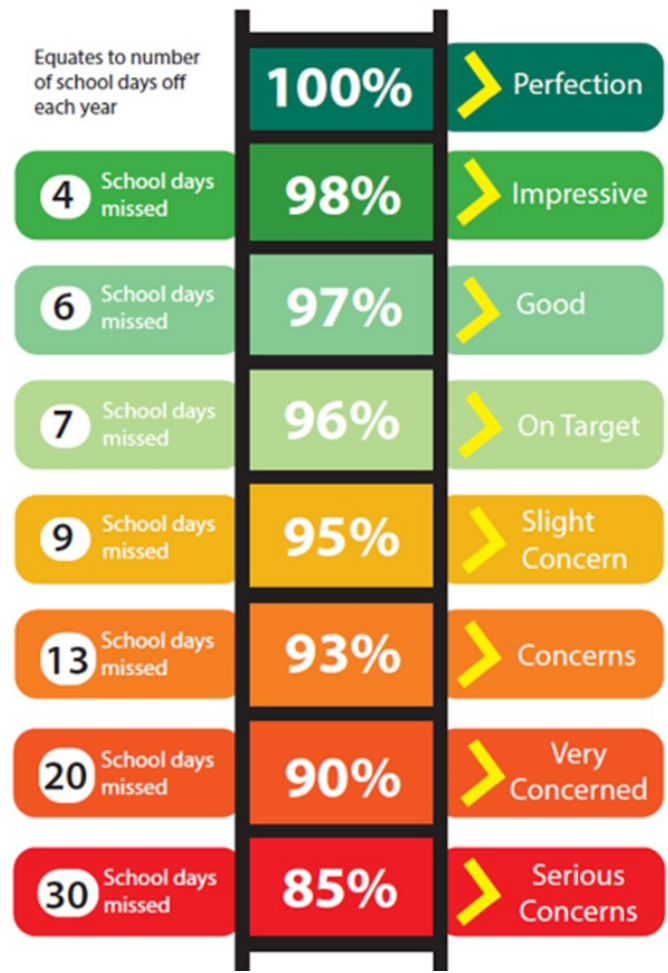 Equates to number
of school days off
each year
100%
Perfection
4
School days
missed
98%
Impressive
6
School days
missed
97%
Good
7
School days
missed
96%
On Target
9
School days
missed
95%
Slight
Concern
13
School days
missed
93%
Concerns
20
School days
missed
90%
Very
Concerned
30
School days
missed
85%
Serious
Concerns